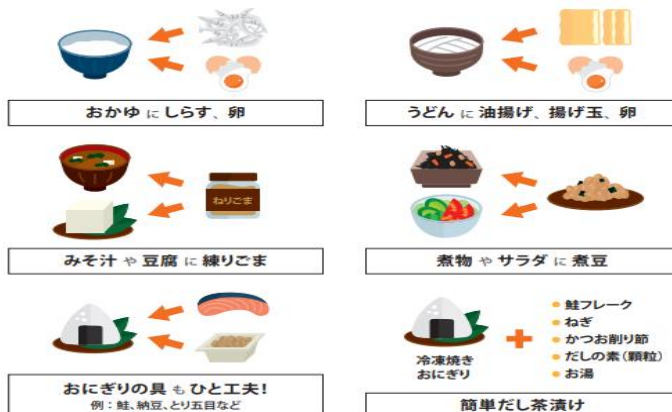 おかゆ に しらす、卵
うどん に 油揚げ、揚げ玉、卵
ねりごま
みそ汁 や 豆腐 に 練りごま
煮物 や サラダ に 煮豆
おにぎりの具 も ひと工夫!
例:鮭、納豆、とり五目など
冷凍焼き
おにぎり
● 鮭フレーク
● ねぎ
● かつお削り節
● だしの素(顆粒)
● お湯
簡単だし茶漬け